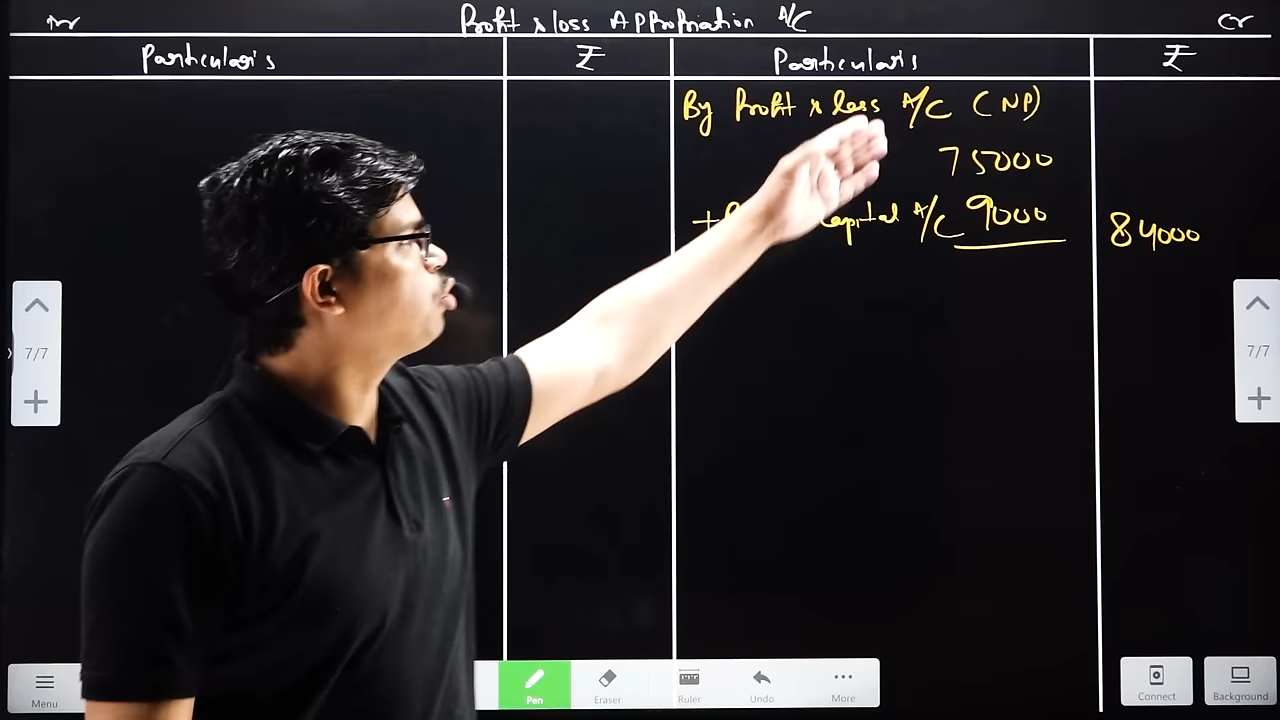 Dr Profit & loss Appropriation A/C Cr
Particulars ₹ Particulars ₹
By Profit & loss A/C (NP)
75000
+ Capital A/C 9000 84000
7/7 7/7
Menu Pen Eraser Ruler Undo More Connect Background